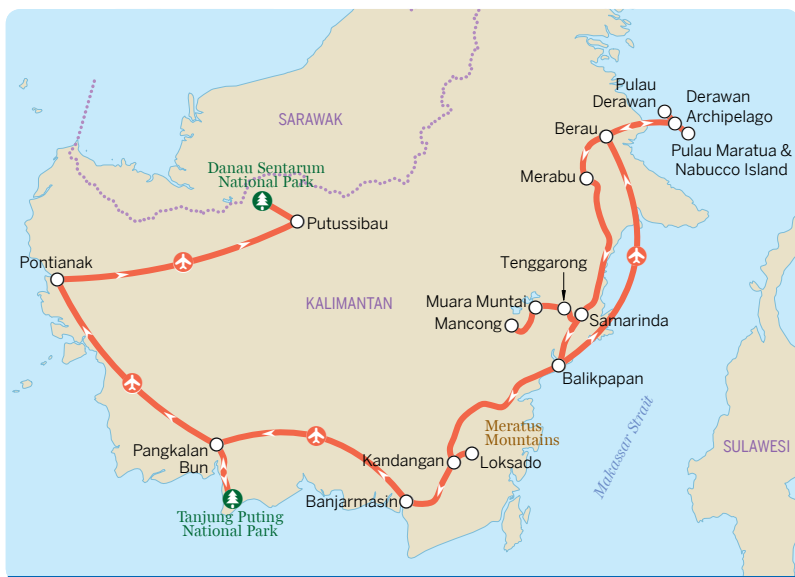 Pulau
Derawan
Derawan
Archipelago
SARAWAK
Berau
Pulau Maratua &
Nabucco Island
Danau Sentarum
National Park
Merabu
Putussibau
Pontianak
Tenggarong
KALIMANTAN
Muara Muntai
Mancong
Samarinda
Balikpapan
Makassar Strait
Meratus
Mountains
SULAWESI
Pangkalan
Bun
Kandangan
Loksado
Banjarmasin
Tanjung Puting
National Park